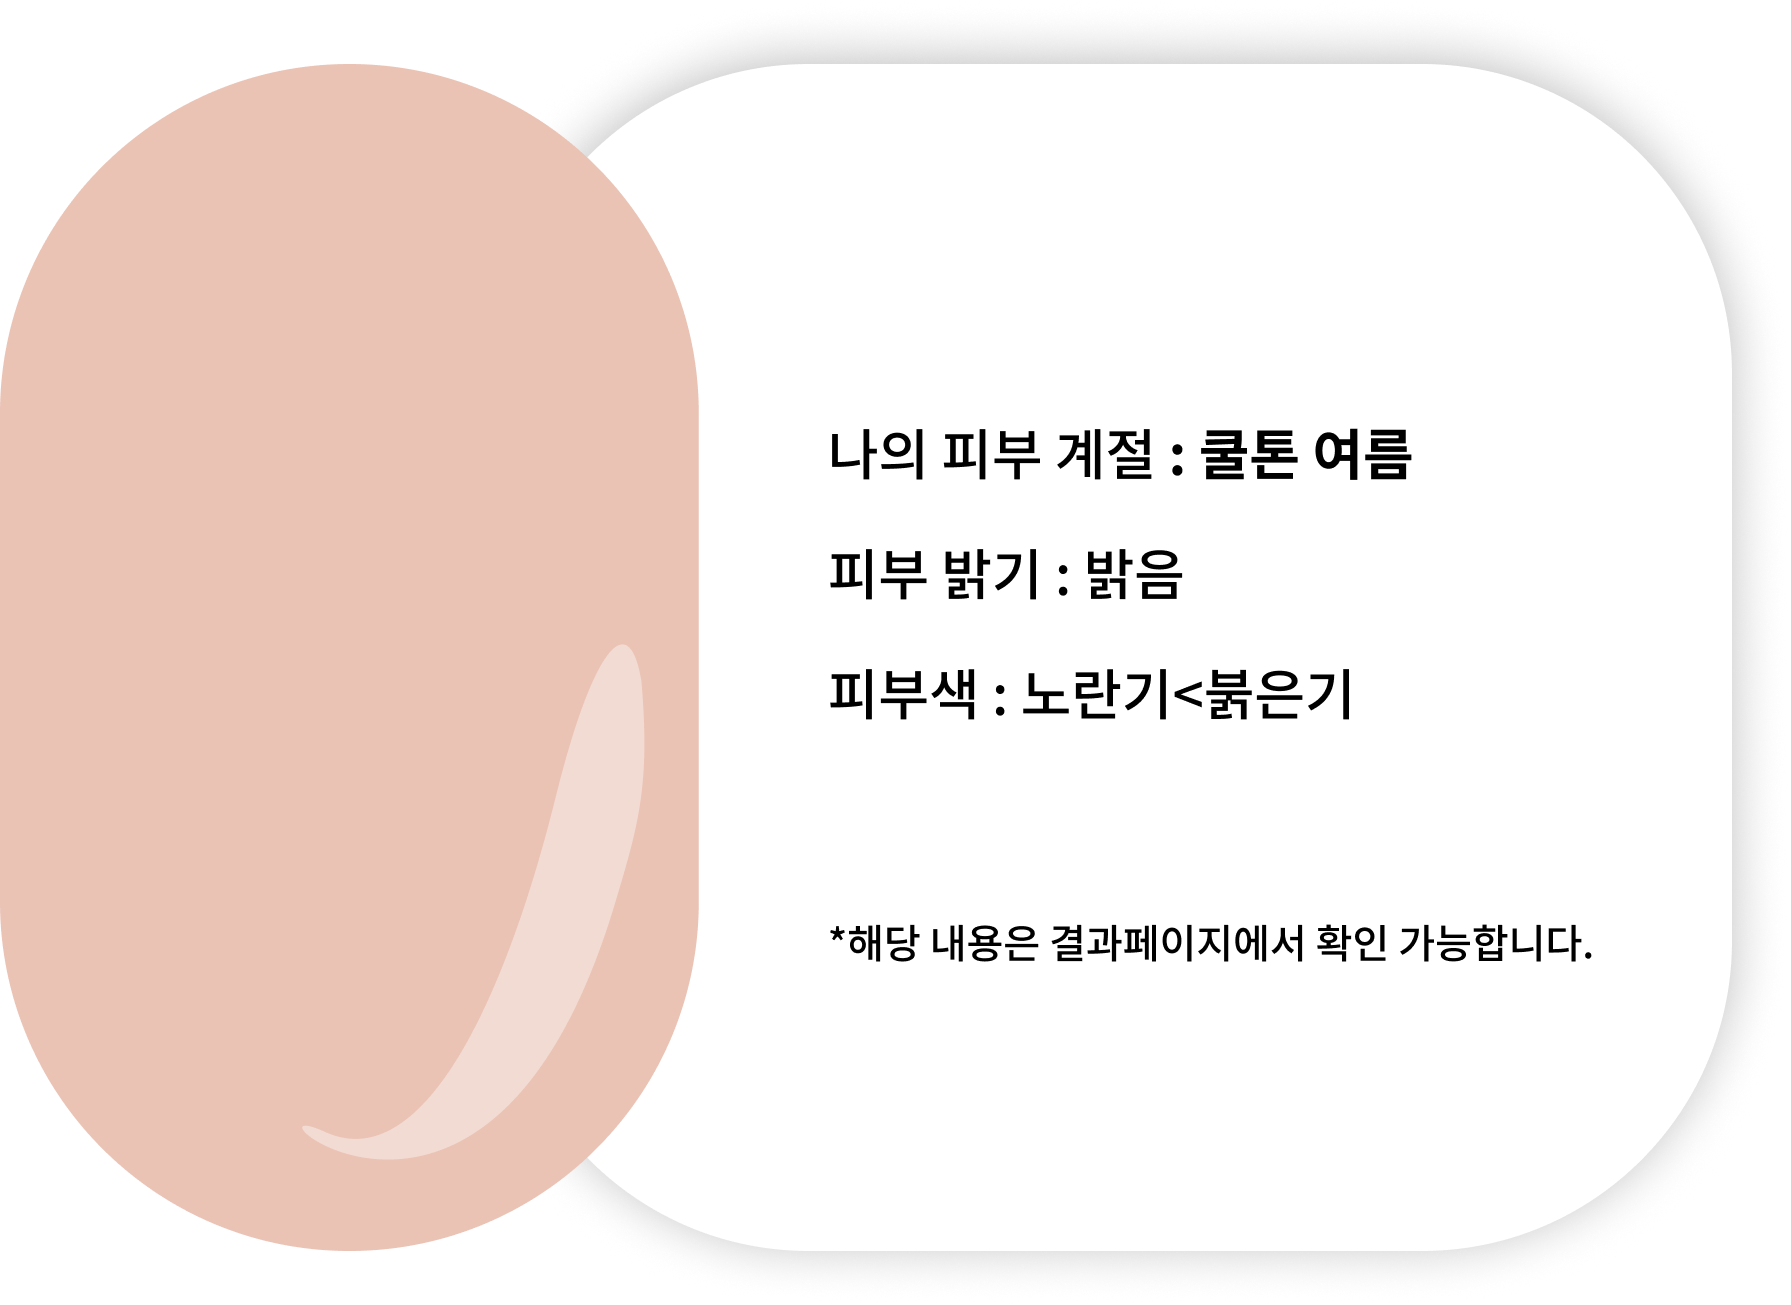 나의 피부 계절 : 쿨톤 여름
피부 밝기 : 밝음
피부색 : 노란기<붉은기
*해당 내용은 결과페이지에서 확인 가능합니다.